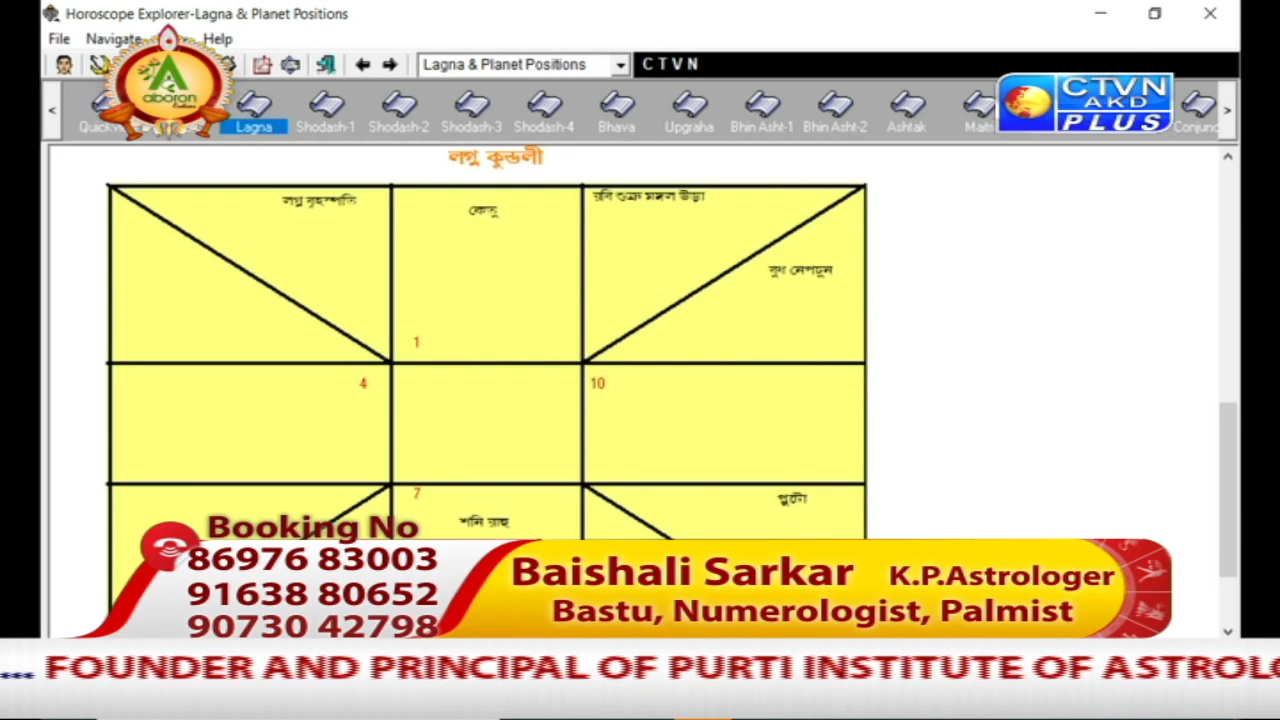 Horoscope Explorer-Lagna & Planet Positions
File Navigate Help
Lagna & Planet Positions
CTVN
aboron
CTVN
AKD
PLUS
Lagna Shodash-1 Shodash-2 Shodash-3 Shodash-4 Bhava Upgraha Bhin Asht-1 Bhin Asht-2 Ashtak
লগ্ন কুন্ডলী
লগ্ন বৃহস্পতি
কেতু
রবি শুক্র মঙ্গল উড়া
বুধ নেপচুন
1
4
10
7
শনি রাহু
প্লুটো
Booking No
86976 83003
91638 80652
90730 42798
Baishali Sarkar K.P.Astrologer
Bastu, Numerologist, Palmist
... FOUNDER AND PRINCIPAL OF PURTI INSTITUTE OF ASTROLO